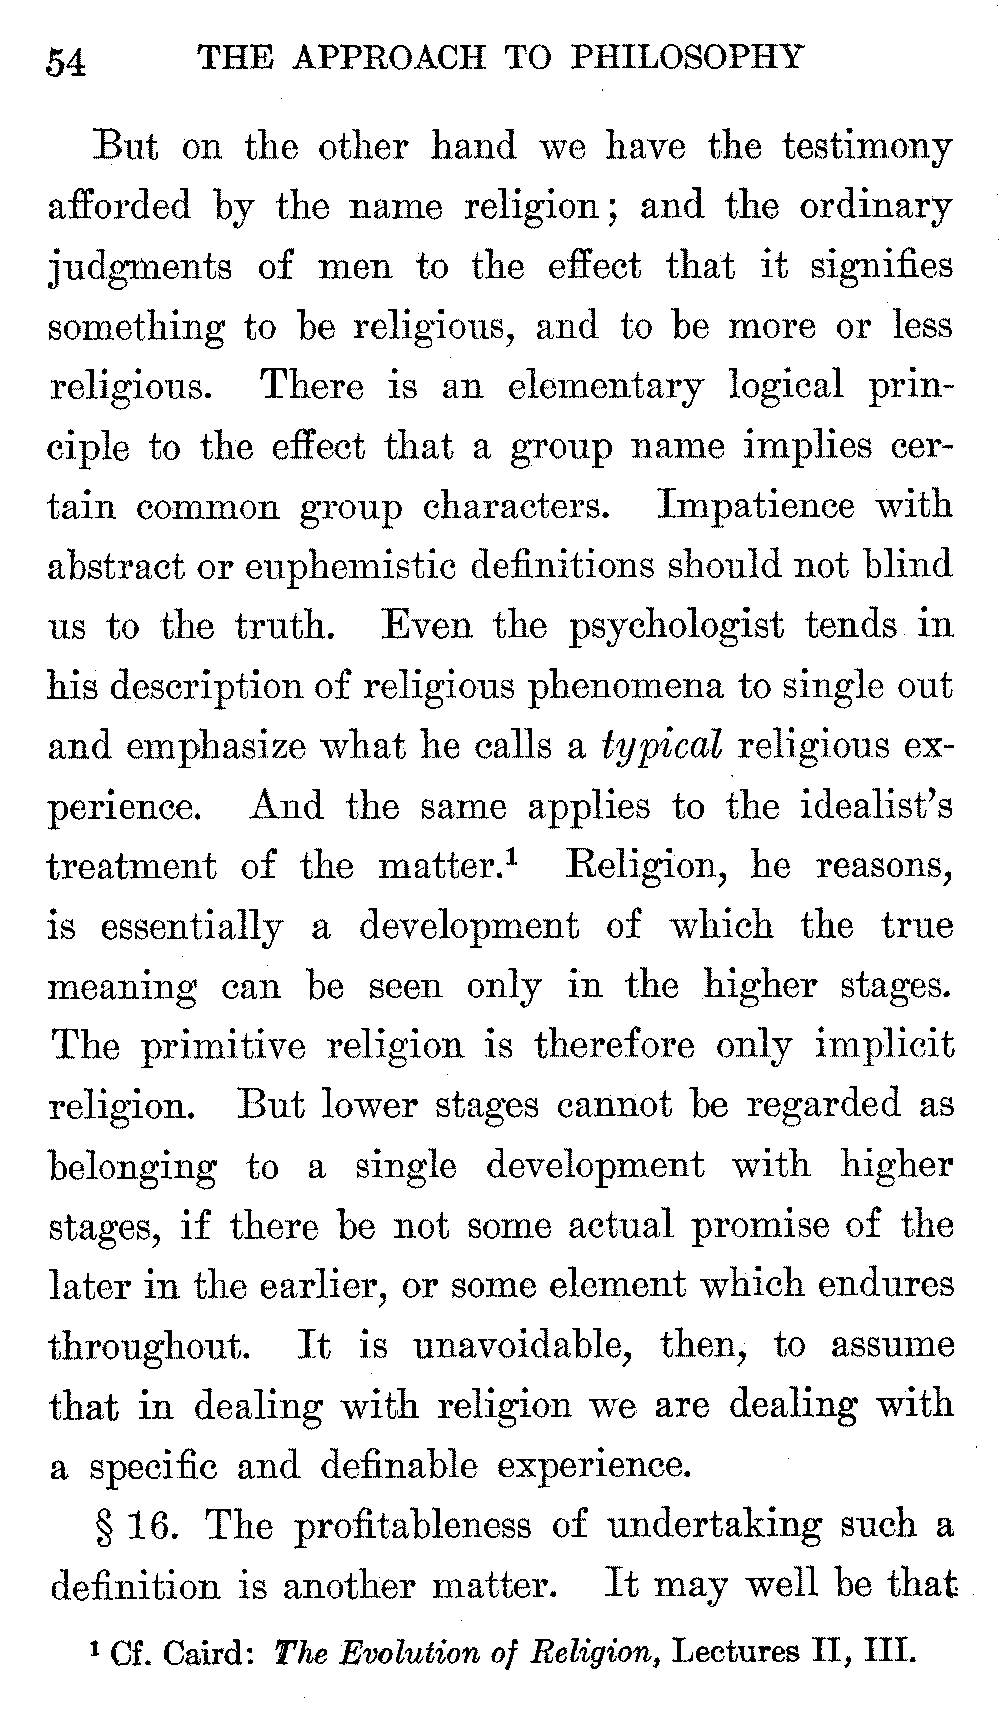 54 THE APPROACH TO PHILOSOPHY
But on the other hand we have the testimony
afforded by the name religion; and the ordinary
judgments of men to the effect that it signifies
something to be religious, and to be more or less
religious. There is an elementary logical prin-
ciple to the effect that a group name implies cer-
tain common group characters. Impatience with
abstract or euphemistic definitions should not blind
us to the truth. Even the psychologist tends in
his description of religious phenomena to single out
and emphasize what he calls a typical religious ex-
perience. And the same applies to the idealist's
treatment of the matter.¹ Religion, he reasons,
is essentially a development of which the true
meaning can be seen only in the higher stages.
The primitive religion is therefore only implicit
religion. But lower stages cannot be regarded as
belonging to a single development with higher
stages, if there be not some actual promise of the
later in the earlier, or some element which endures
throughout. It is unavoidable, then, to assume
that in dealing with religion we are dealing with
a specific and definable experience.
§ 16. The profitableness of undertaking such a
definition is another matter. It may well be that
¹ Cf. Caird: The Evolution of Religion, Lectures II, III.